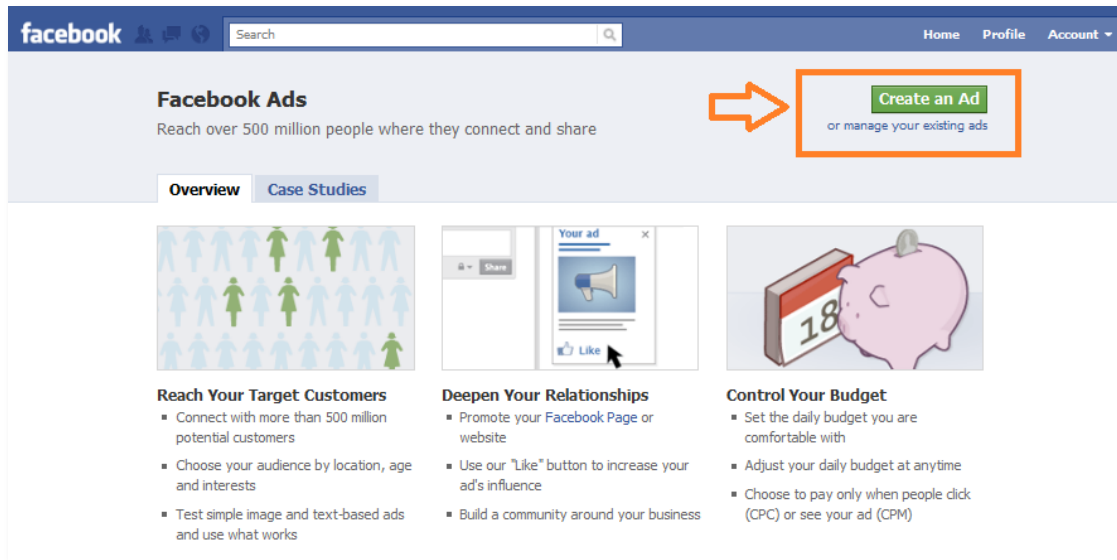 facebook Search Home Profile Account
Facebook Ads
Create an Ad
Reach over 500 million people where they connect and share
or manage your existing ads
Overview Case Studies
Your ad
Share
Like
18
Reach Your Target Customers
Connect with more than 500 million
potential customers
Choose your audience by location, age
and interests
Test simple image and text-based ads
and use what works
Deepen Your Relationships
Promote your Facebook Page or
website
Use our "Like" button to increase your
ad's influence
Build a community around your business
Control Your Budget
Set the daily budget you are
comfortable with
Adjust your daily budget at anytime
Choose to pay only when people click
(CPC) or see your ad (CPM)